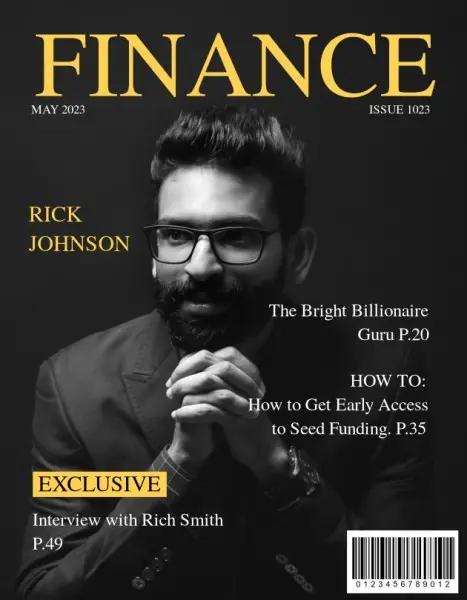 FINANCE
MAY 2023
ISSUE 1023
RICK
JOHNSON
The Bright Billionaire
Guru P.20
HOW TO:
How to Get Early Access
to Seed Funding. P.35
EXCLUSIVE
Interview with Rich Smith
P.49
0123456789012